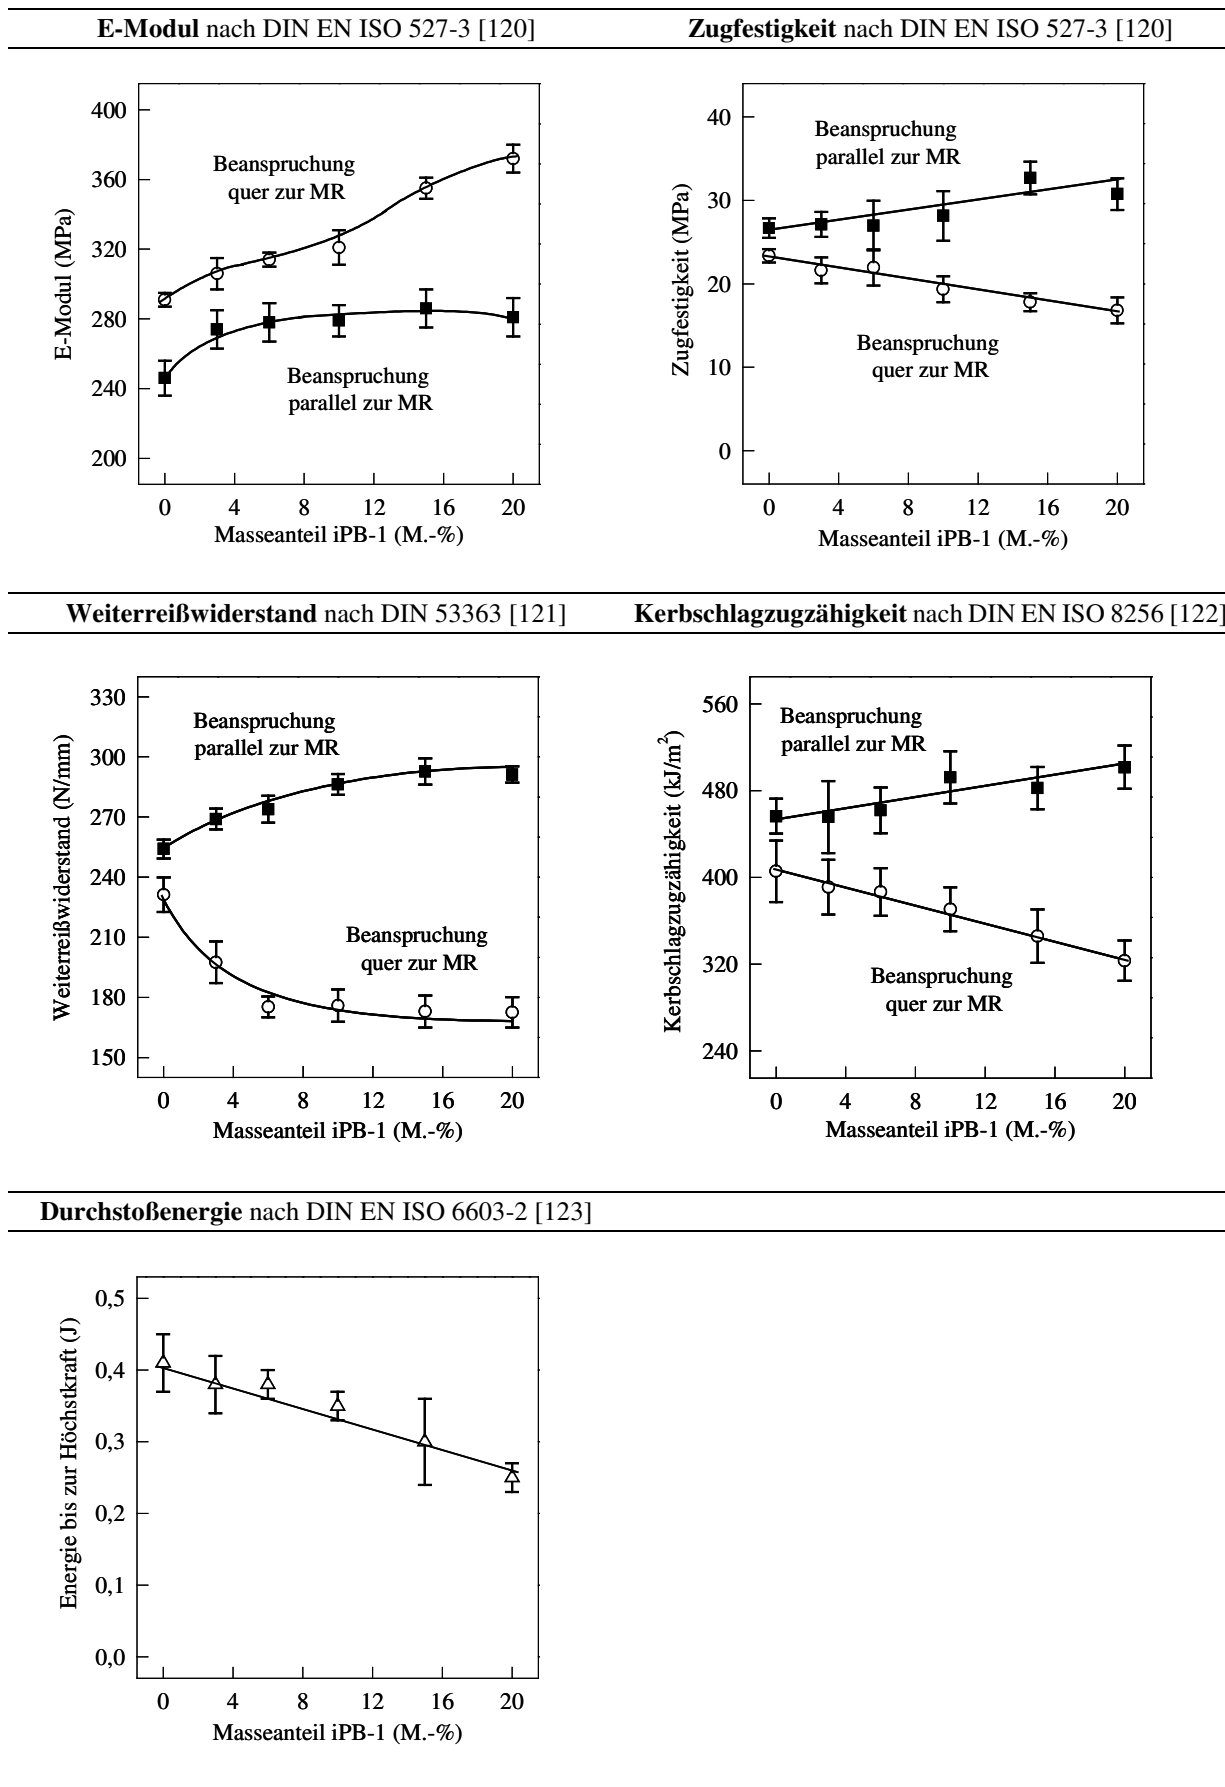 E-Modul nach DIN EN ISO 527-3 [120]
Zugfestigkeit nach DIN EN ISO 527-3 [120]
400
360
320
280
240
200
E-Modul (MPa)
Beanspruchung
quer zur MR
Beanspruchung
parallel zur MR
0 4 8 12 16 20
Masseanteil iPB-1 (M.-%)
40
30
20
10
0
Zugfestigkeit (MPa)
Beanspruchung
parallel zur MR
Beanspruchung
quer zur MR
0 4 8 12 16 20
Masseanteil iPB-1 (M.-%)
Weiterreißwiderstand nach DIN 53363 [121]
Kerbschlagzugzähigkeit nach DIN EN ISO 8256 [122]
330
300
270
240
210
180
150
Weiterreißwiderstand (N/mm)
Beanspruchung
parallel zur MR
Beanspruchung
quer zur MR
0 4 8 12 16 20
Masseanteil iPB-1 (M.-%)
560
480
400
320
240
Kerbschlagzugzähigkeit (kJ/m²)
Beanspruchung
parallel zur MR
Beanspruchung
quer zur MR
0 4 8 12 16 20
Masseanteil iPB-1 (M.-%)
Durchstoßenergie nach DIN EN ISO 6603-2 [123]
0,5
0,4
0,3
0,2
0,1
0,0
Energie bis zur Höchstkraft (J)
0 4 8 12 16 20
Masseanteil iPB-1 (M.-%)